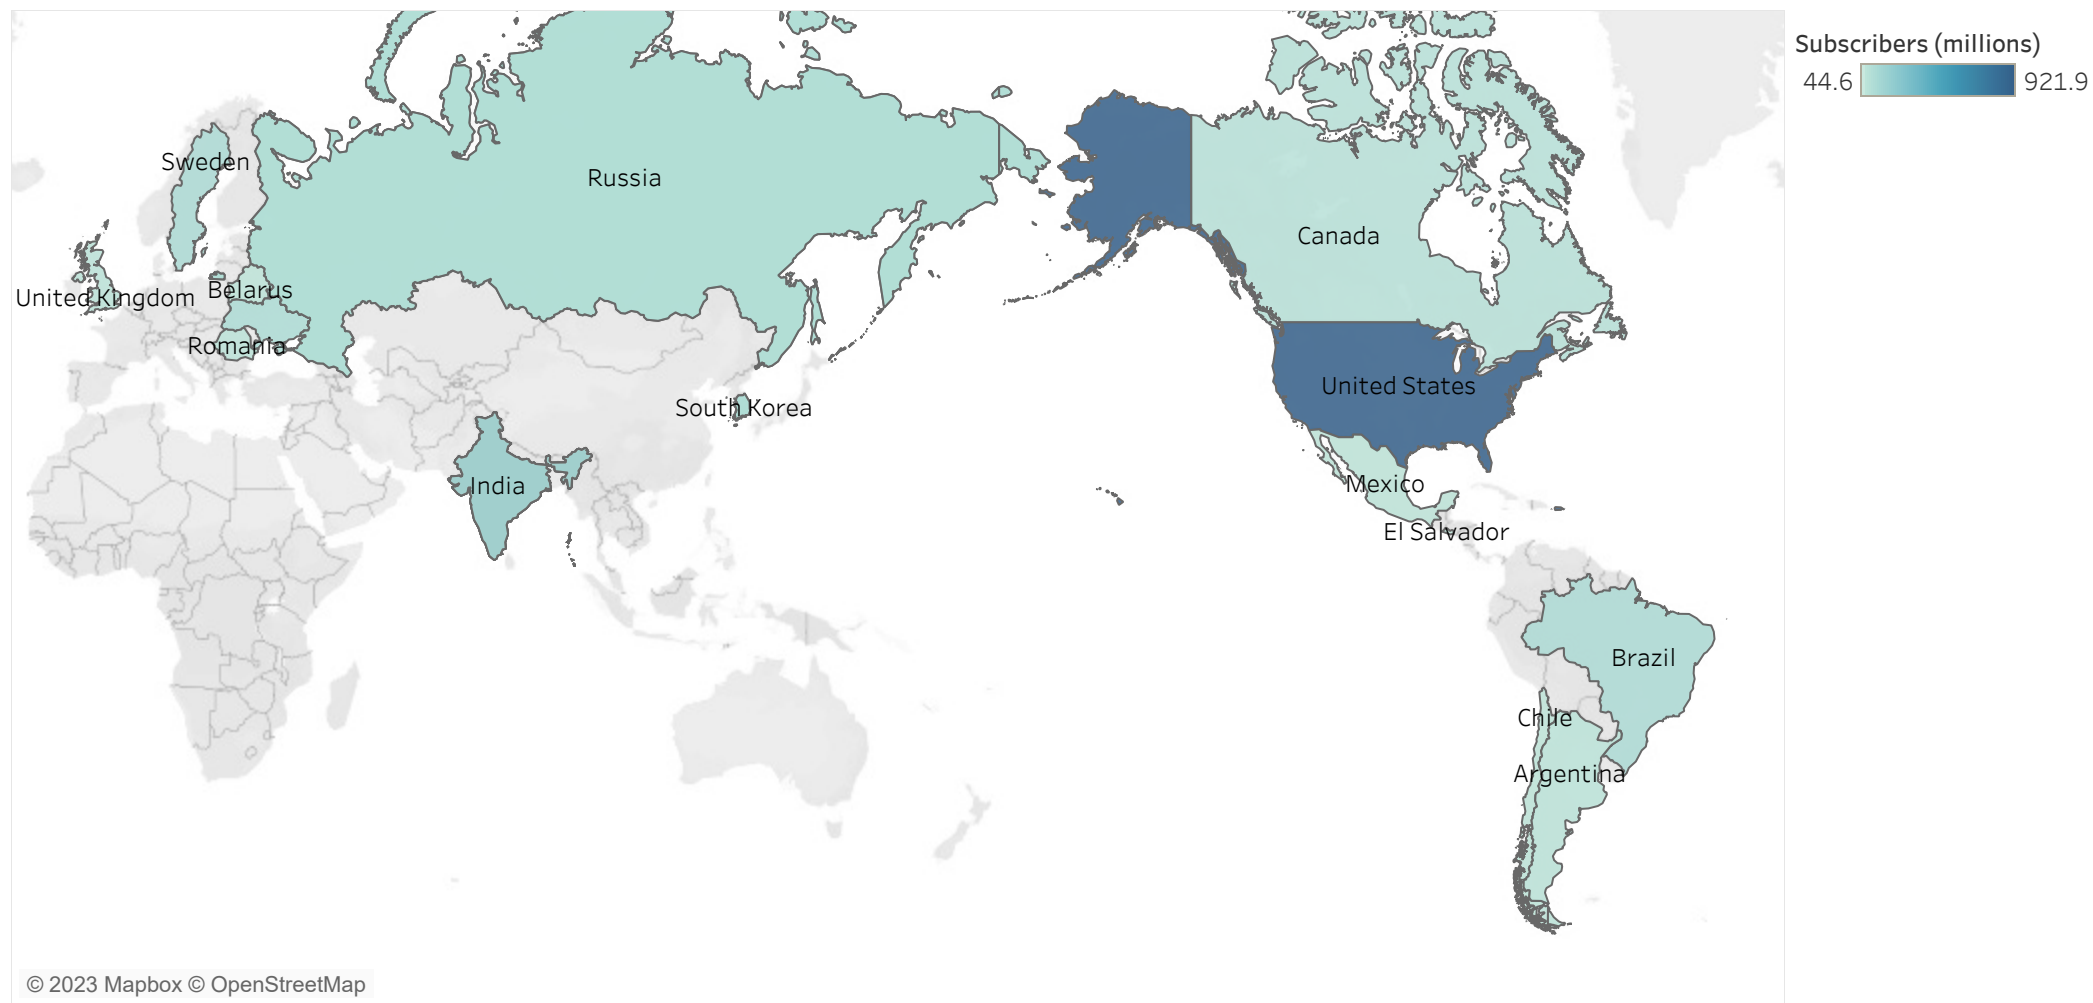 Subscribers (millions)
44.6
921.9
Sweden
Russia
Canada
United Kingdom
Belarus
Romania
United States
South Korea
India
Mexico
El Salvador
Brazil
Chile
Argentina
© 2023 Mapbox © OpenStreetMap